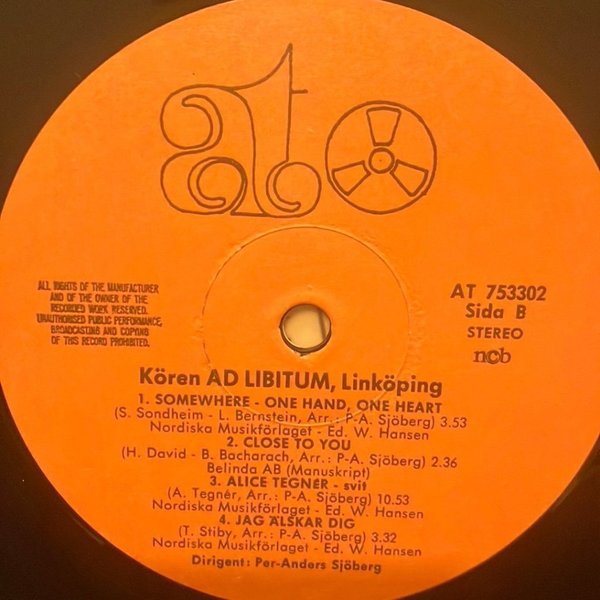 ato
ALL RIGHTS OF THE MANUFACTURER
AND OF THE OWNER OF THE
RECORDED WORK RESERVED.
UNAUTHORISED PUBLIC PERFORMANCE,
BROADCASTING AND COPYING
OF THIS RECORD PROHIBITED.
AT 753302
Sida B
STEREO
ncb
Kören AD LIBITUM, Linköping
1. SOMEWHERE - ONE HAND, ONE HEART
(S. Sondheim - L. Bernstein, Arr.: P-A. Sjöberg) 3.53
Nordiska Musikförlaget - Ed. W. Hansen
2. CLOSE TO YOU
(H. David - B. Bacharach, Arr.: P-A. Sjöberg) 2.36
Belinda AB (Manuskript)
3. ALICE TEGNÉR - svit
(A. Tegnér, Arr.: P-A. Sjöberg) 10.53
Nordiska Musikförlaget - Ed. W. Hansen
4. JAG ÄLSKAR DIG
(T. Stiby, Arr.: P-A. Sjöberg) 3.32
Nordiska Musikförlaget - Ed. W. Hansen
Dirigent: Per-Anders Sjöberg